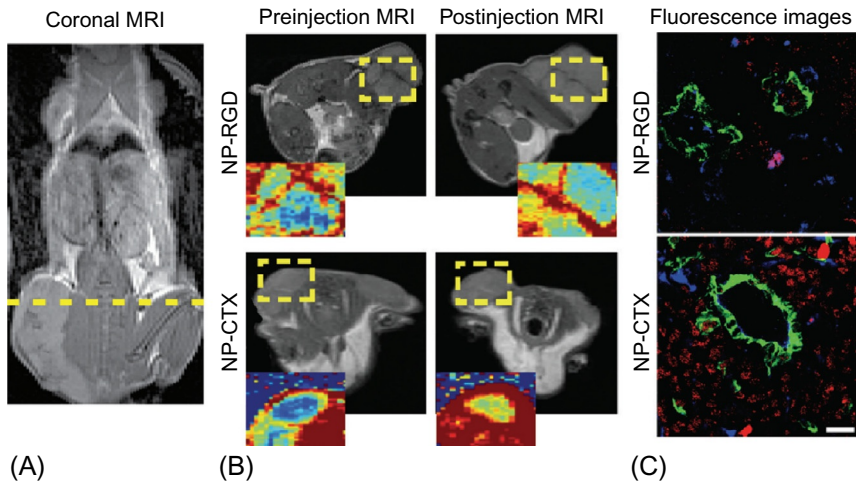 Coronal MRI
Preinjection MRI
Postinjection MRI
Fluorescence images
NP-RGD
NP-RGD
NP-CTX
NP-CTX
(A)
(B)
(C)